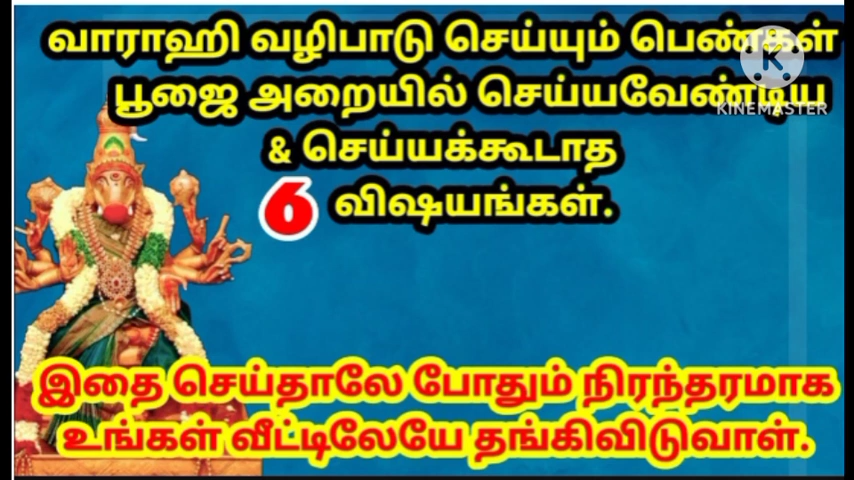 வாராஹி வழிபாடு செய்யும் பெண்கள்
பூஜை அறையில் செய்யவேண்டிய
& செய்யக்கூடாத
6 விஷயங்கள்.
இதை செய்தாலே போதும் நிரந்தரமாக
உங்கள் வீட்டிலேயே தங்கிவிடுவாள்.
K
KINEMASTER